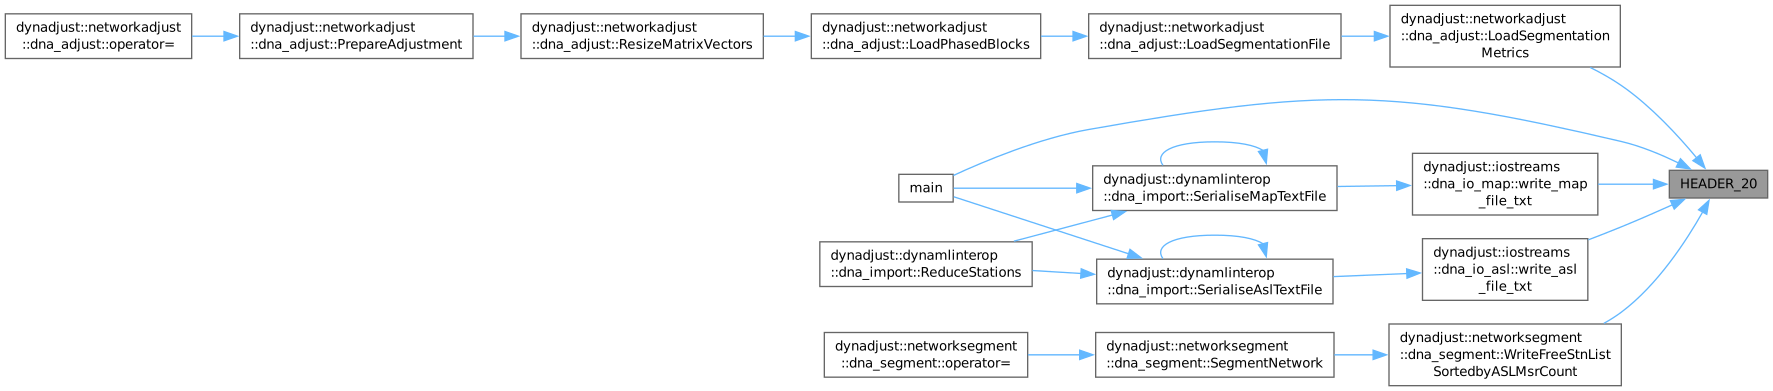 dynadjust::networkadjust
::dna_adjust::operator=
dynadjust::networkadjust
::dna_adjust::PrepareAdjustment
dynadjust::networkadjust
::dna_adjust::ResizeMatrixVectors
dynadjust::networkadjust
::dna_adjust::LoadPhasedBlocks
dynadjust::networkadjust
::dna_adjust::LoadSegmentationFile
dynadjust::networkadjust
::dna_adjust::LoadSegmentation
Metrics
main
dynadjust::dynamlinterop
::dna_import::SerialiseMapTextFile
dynadjust::iostreams
::dna_io_map::write_map
_file_txt
HEADER_20
dynadjust::dynamlinterop
::dna_import::ReduceStations
dynadjust::dynamlinterop
::dna_import::SerialiseAslTextFile
dynadjust::iostreams
::dna_io_asl::write_asl
_file_txt
dynadjust::networksegment
::dna_segment::operator=
dynadjust::networksegment
::dna_segment::SegmentNetwork
dynadjust::networksegment
::dna_segment::WriteFreeStnList
SortedbyASLMsrCount